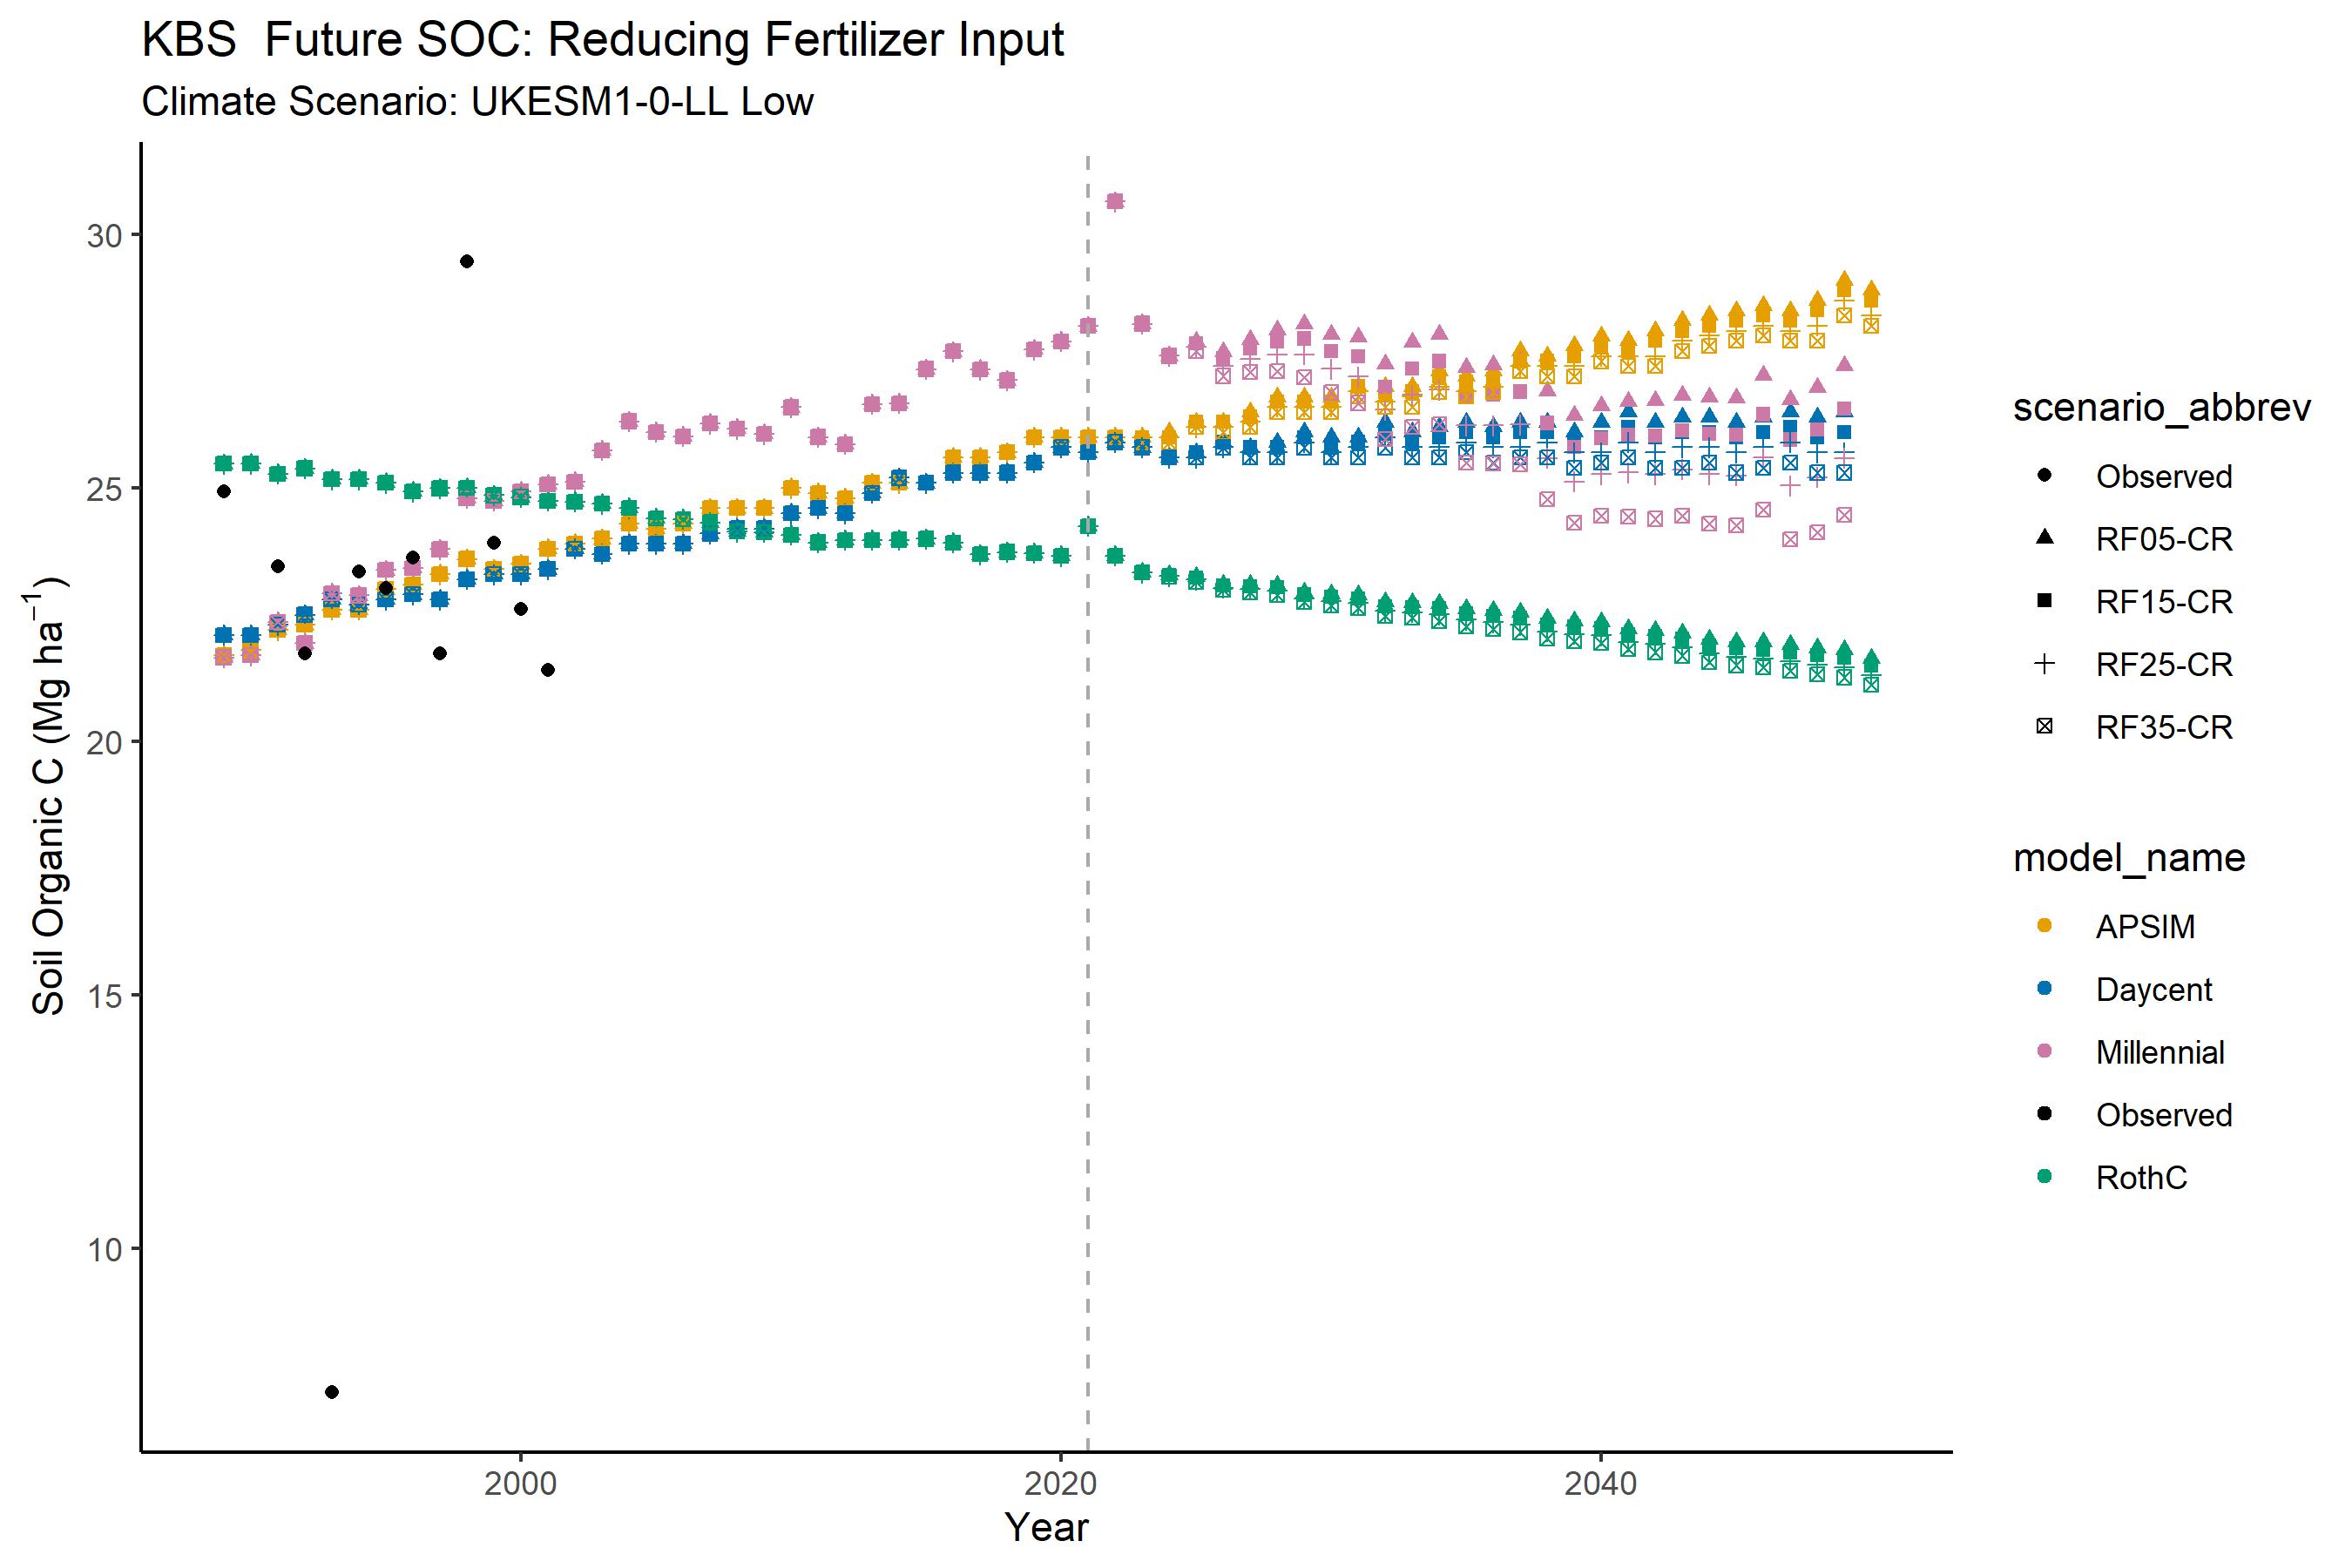 KBS  Future SOC: Reducing Fertilizer Input
Climate Scenario: UKESM1-0-LL Low
Soil Organic C (Mg ha⁻¹)
30
25
20
15
10
2000
2020
2040
Year
scenario_abbrev
Observed
RF05-CR
RF15-CR
RF25-CR
RF35-CR
model_name
APSIM
Daycent
Millennial
Observed
RothC